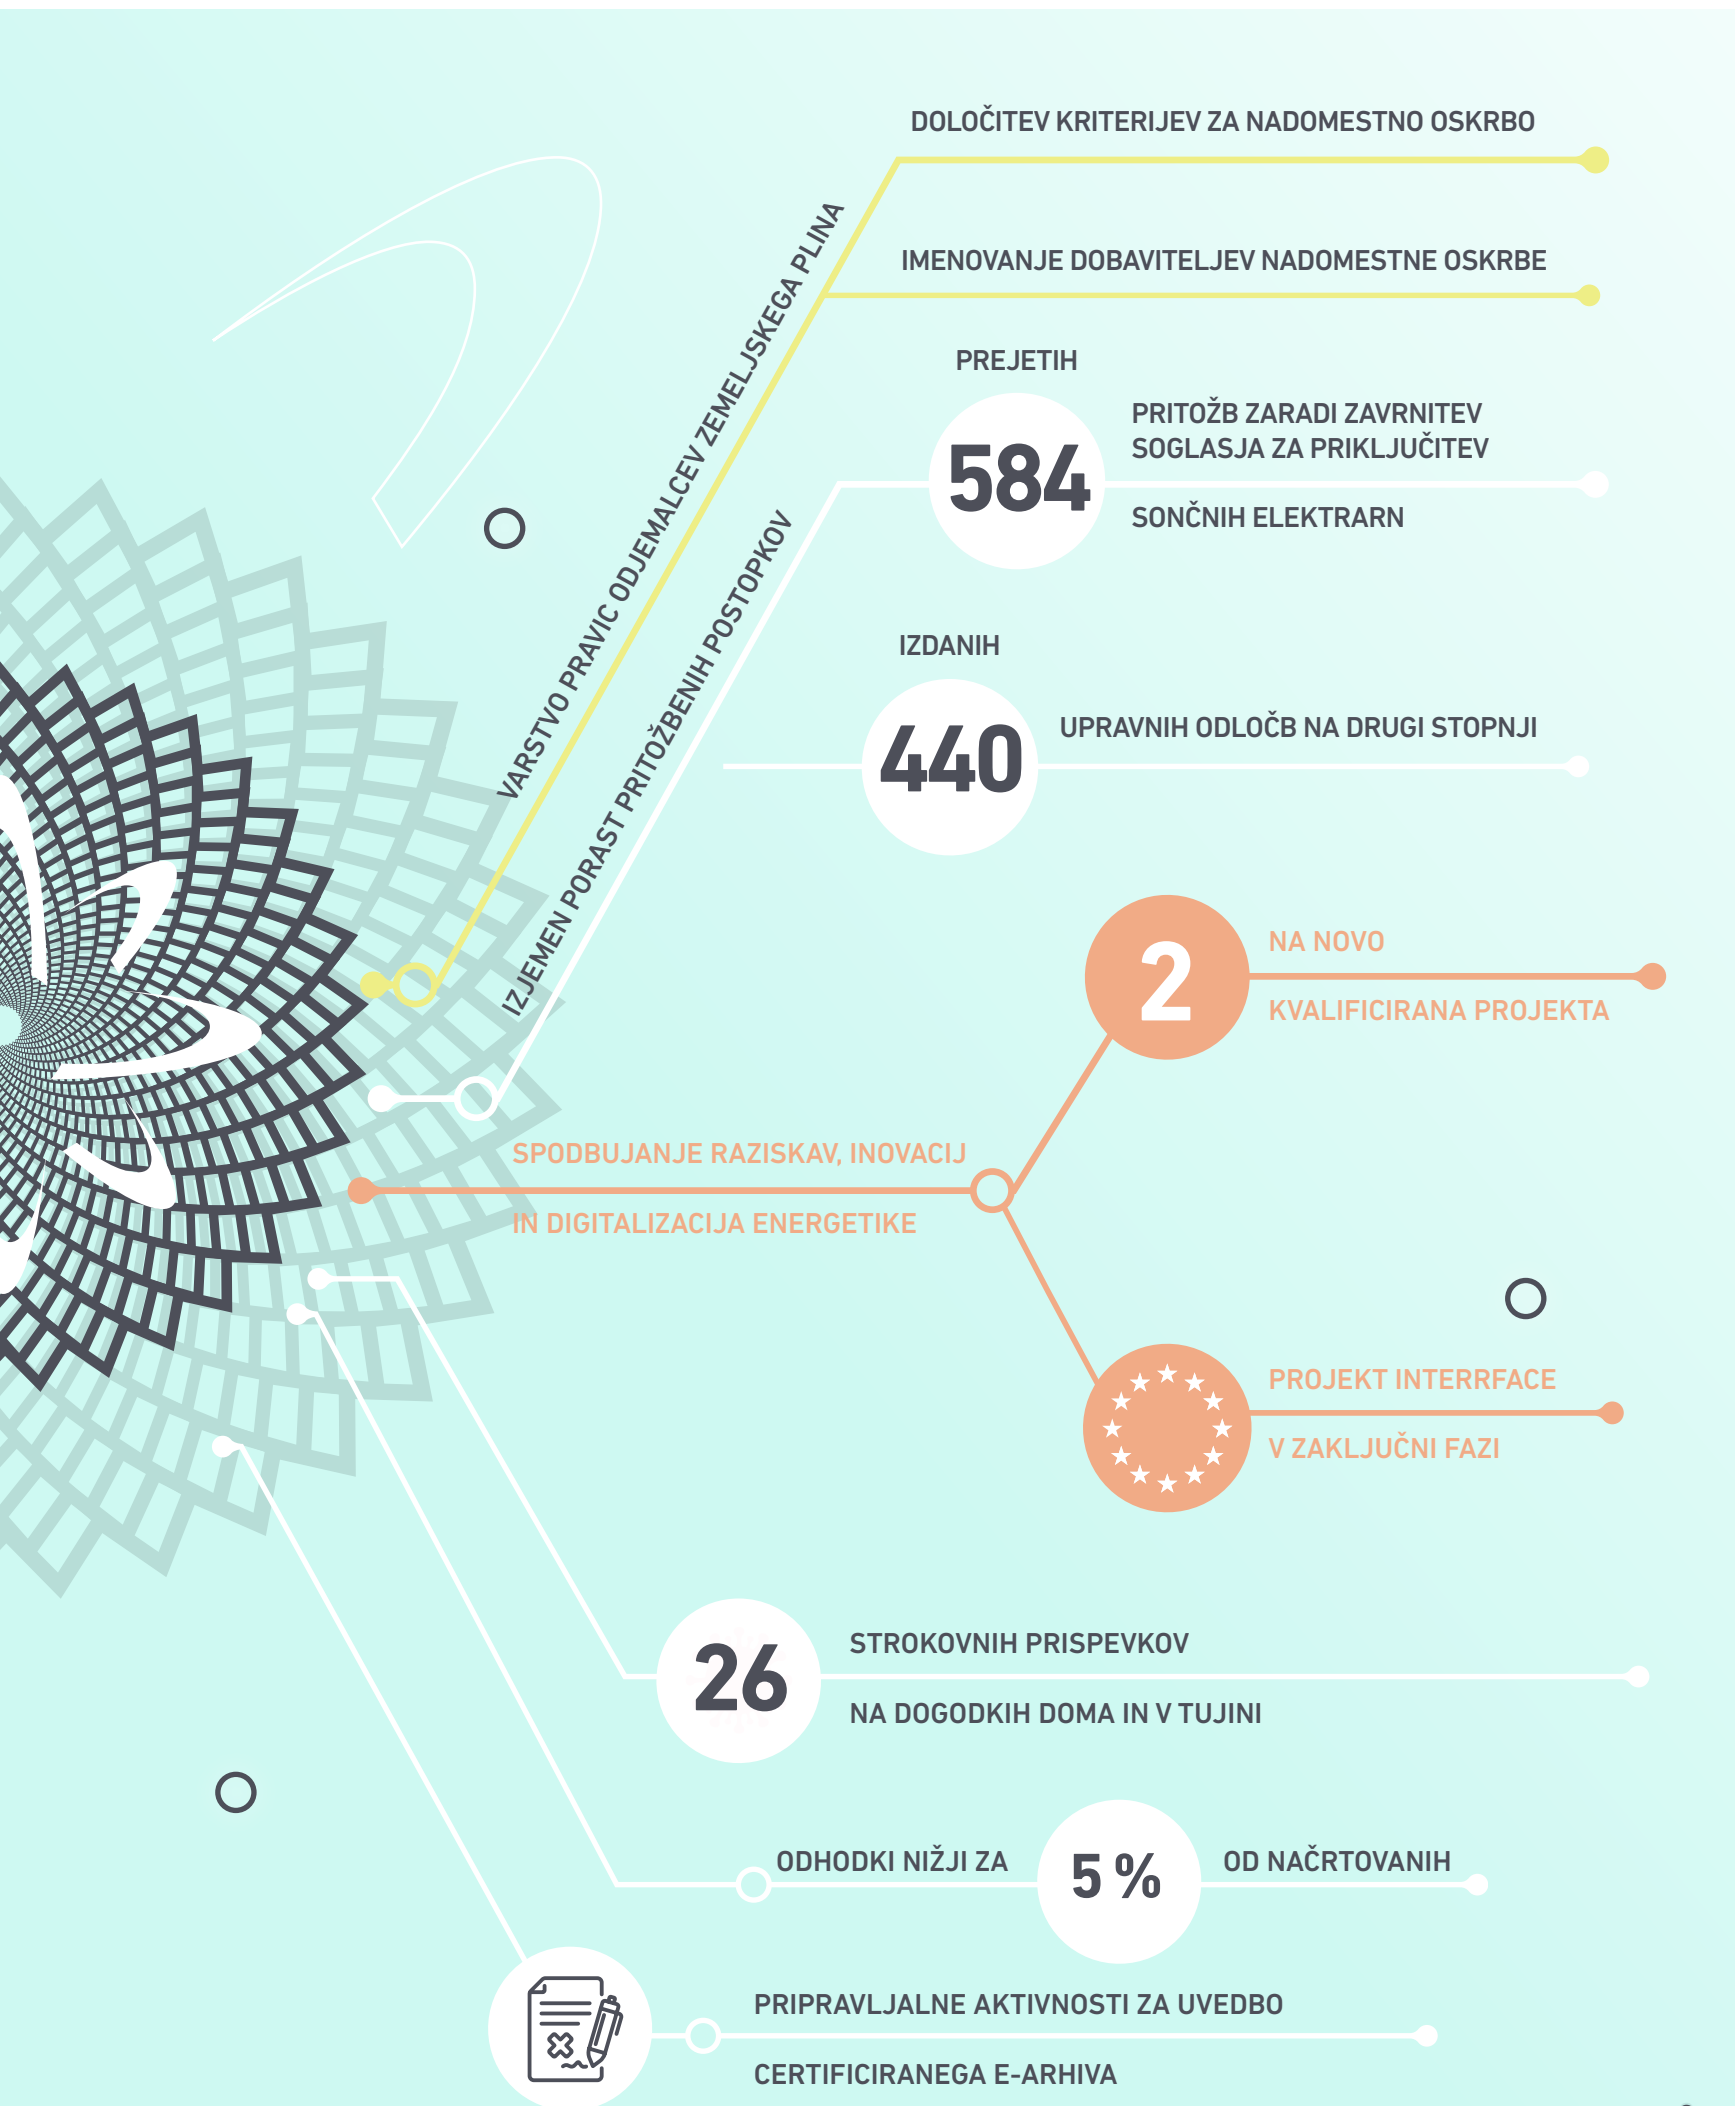 DOLOČITEV KRITERIJEV ZA NADOMESTNO OSKRBO
VARSTVO PRAVIC ODJEMALCEV ZEMELJSKEGA PLINA
IMENOVANJE DOBAVITELJEV NADOMESTNE OSKRBE
IZJEMEN PORAST PRITOŽBENIH POSTOPKOV
PREJETIH
584
PRITOŽB ZARADI ZAVRNITEV
SOGLASJA ZA PRIKLJUČITEV
SONČNIH ELEKTRARN
IZDANIH
440
UPRAVNIH ODLOČB NA DRUGI STOPNJI
SPODBUJANJE RAZISKAV, INOVACIJ
IN DIGITALIZACIJA ENERGETIKE
2
NA NOVO
KVALIFICIRANA PROJEKTA
PROJEKT INTERRFACE
V ZAKLJUČNI FAZI
26
STROKOVNIH PRISPEVKOV
NA DOGODKIH DOMA IN V TUJINI
ODHODKI NIŽJI ZA
5 %
OD NAČRTOVANIH
PRIPRAVLJALNE AKTIVNOSTI ZA UVEDBO
CERTIFICIRANEGA E-ARHIVA